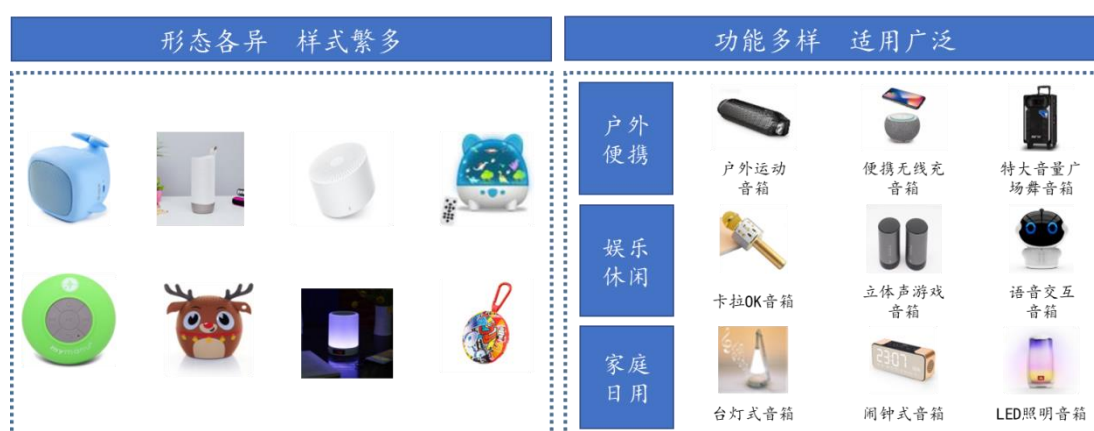 形态各异 样式繁多
功能多样 适用广泛
户外
便携
户外运动
音箱
便携无线充
音箱
特大音量广
场舞音箱
娱乐
休闲
卡拉OK音箱
立体声游戏
音箱
语音交互
音箱
家庭
日用
23:07
台灯式音箱
闹钟式音箱
LED照明音箱